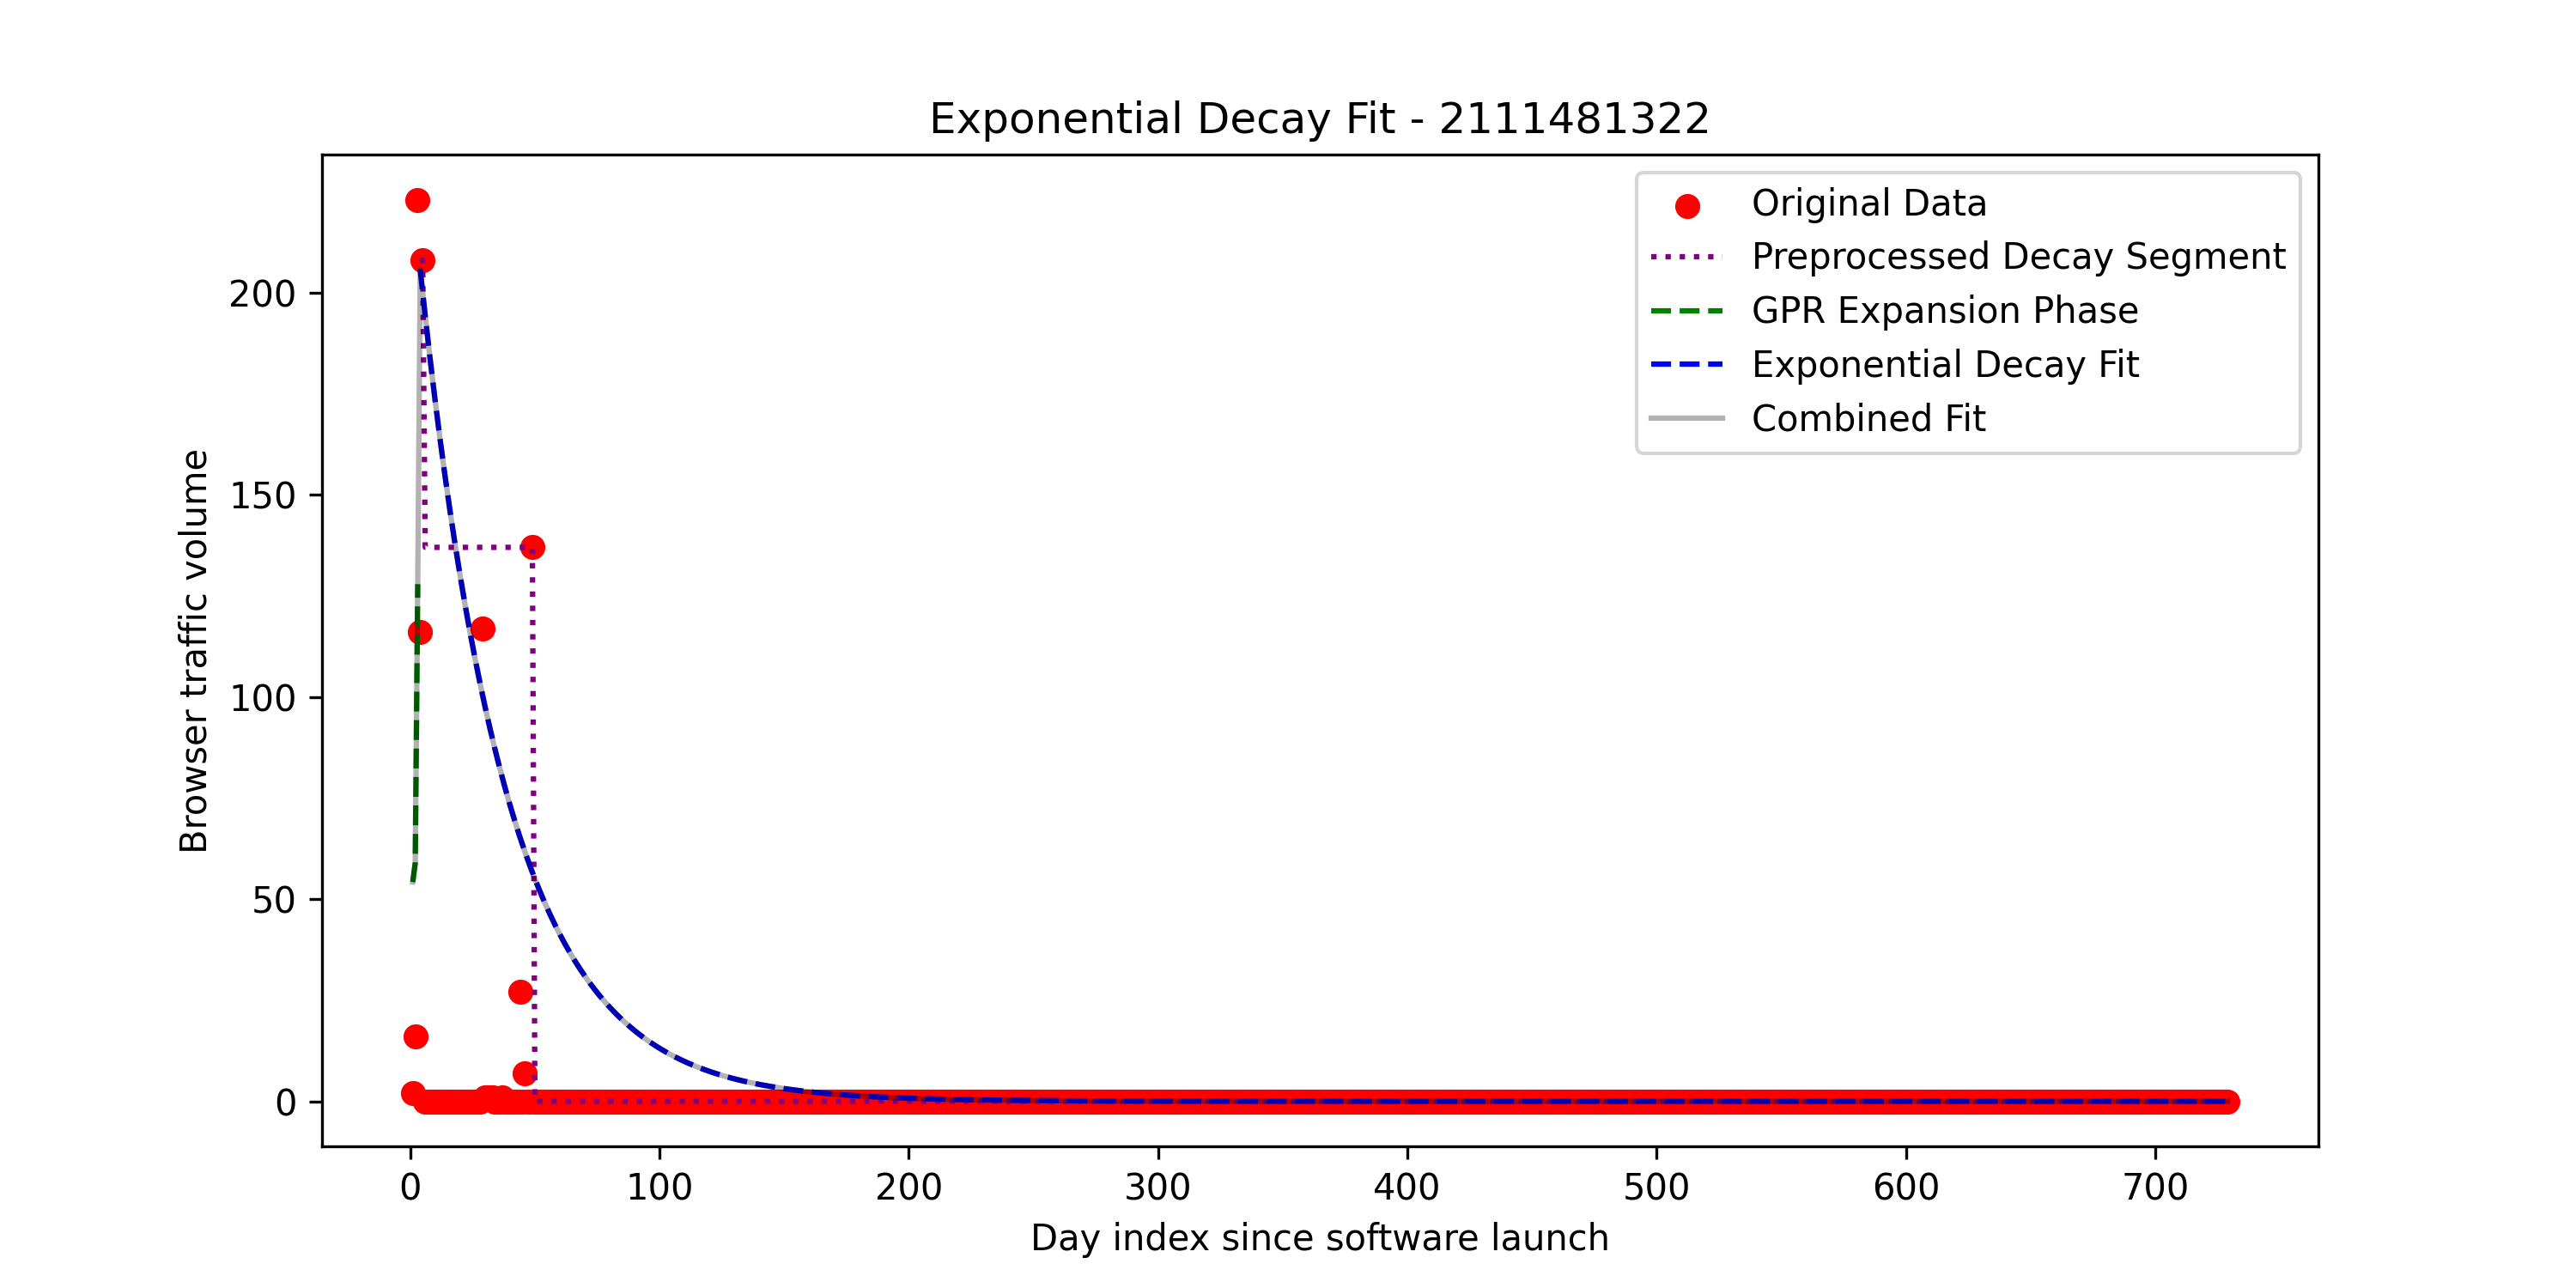 Exponential Decay Fit - 2111481322
Original Data
Preprocessed Decay Segment
GPR Expansion Phase
Exponential Decay Fit
Combined Fit
Browser traffic volume
200
150
100
50
0
0 100 200 300 400 500 600 700
Day index since software launch